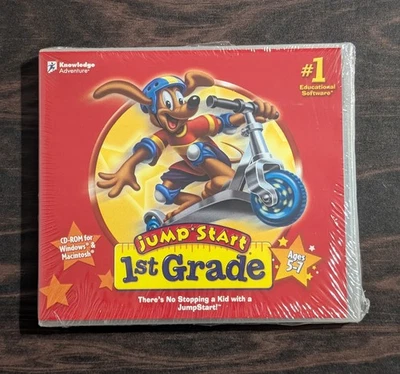 Knowledge
Adventure®
#1
Educational
Software*
Jump★Start
1st Grade
CD-ROM for
Windows® &
Macintosh®
Ages
5-7
There's No Stopping a Kid with a
JumpStart!™